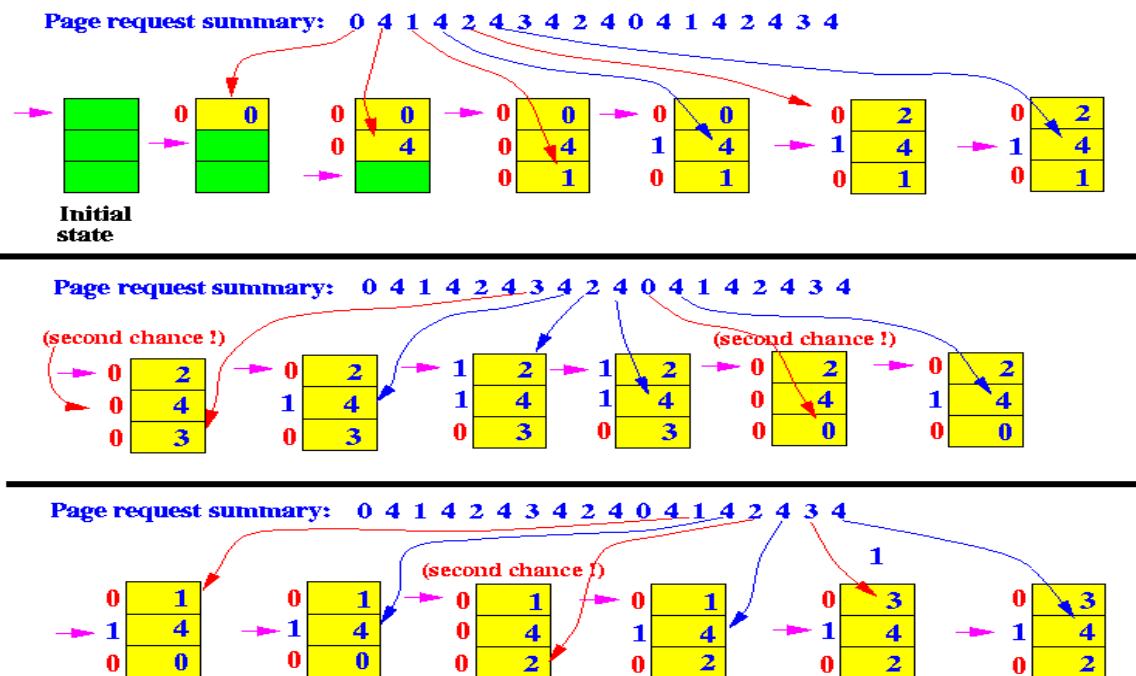 Page request summary: 0 4 1 4 2 4 3 4 2 4 0 4 1 4 2 4 3 4
0 0 0 0 0 0 0 0 2 0 2
0 4 0 4 1 4 1 4 1 4
0 1 0 1 0 1 0 1
Initial
state
Page request summary: 0 4 1 4 2 4 3 4 2 4 0 4 1 4 2 4 3 4
(second chance !) (second chance !)
0 2 0 2 1 2 1 2 0 2 0 2
0 4 1 4 1 4 1 4 0 4 1 4
0 3 0 3 0 3 0 3 0 0 0 0
Page request summary: 0 4 1 4 2 4 3 4 2 4 0 4 1 4 2 4 3 4
1
(second chance !)
0 1 0 1 0 1 0 1 0 3 0 3
1 4 1 4 0 4 1 4 1 4 1 4
0 0 0 0 0 2 0 2 0 2 0 2